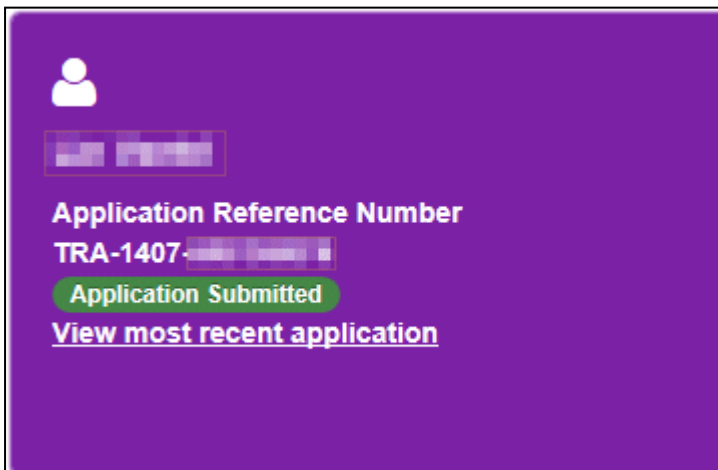 Application Reference Number
TRA-1407-
Application Submitted
View most recent application